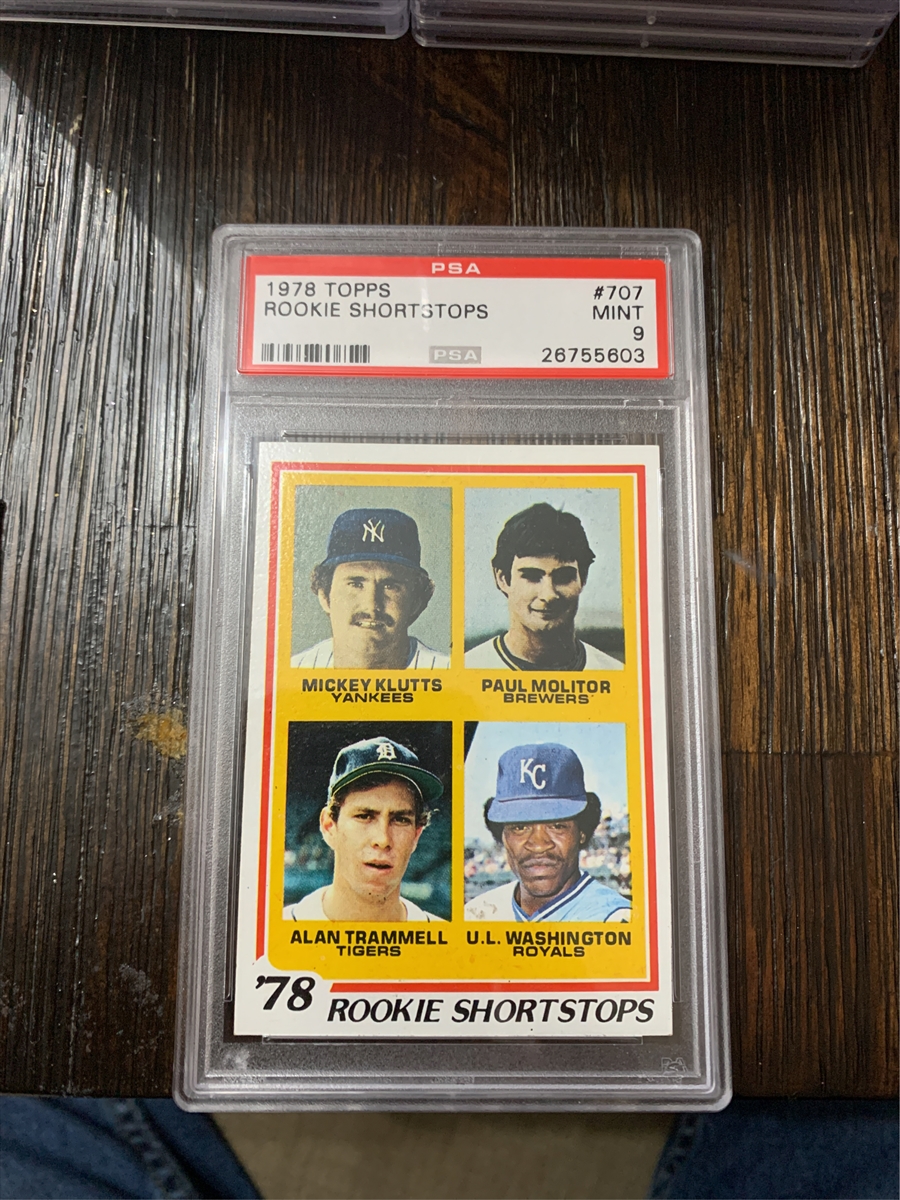 PSA
1978 TOPPS #707
ROOKIE SHORTSTOPS MINT
9
PSA 26755603
NY
MICKEY KLUTTS PAUL MOLITOR
YANKEES BREWERS
D KC
ALAN TRAMMELL U.L. WASHINGTON
TIGERS ROYALS
'78 ROOKIE SHORTSTOPS
PSA